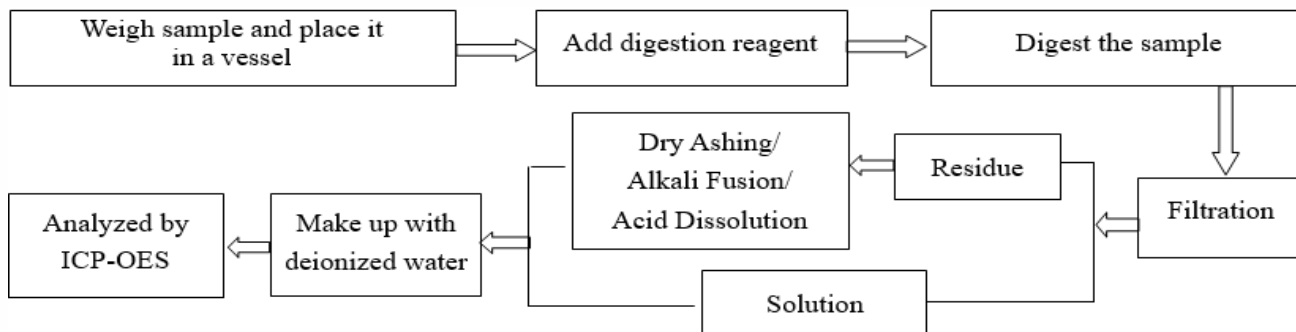 Weigh sample and place it
in a vessel
Add digestion reagent
Digest the sample
Filtration
Residue
Dry Ashing/
Alkali Fusion/
Acid Dissolution
Solution
Make up with
deionized water
Analyzed by
ICP-OES